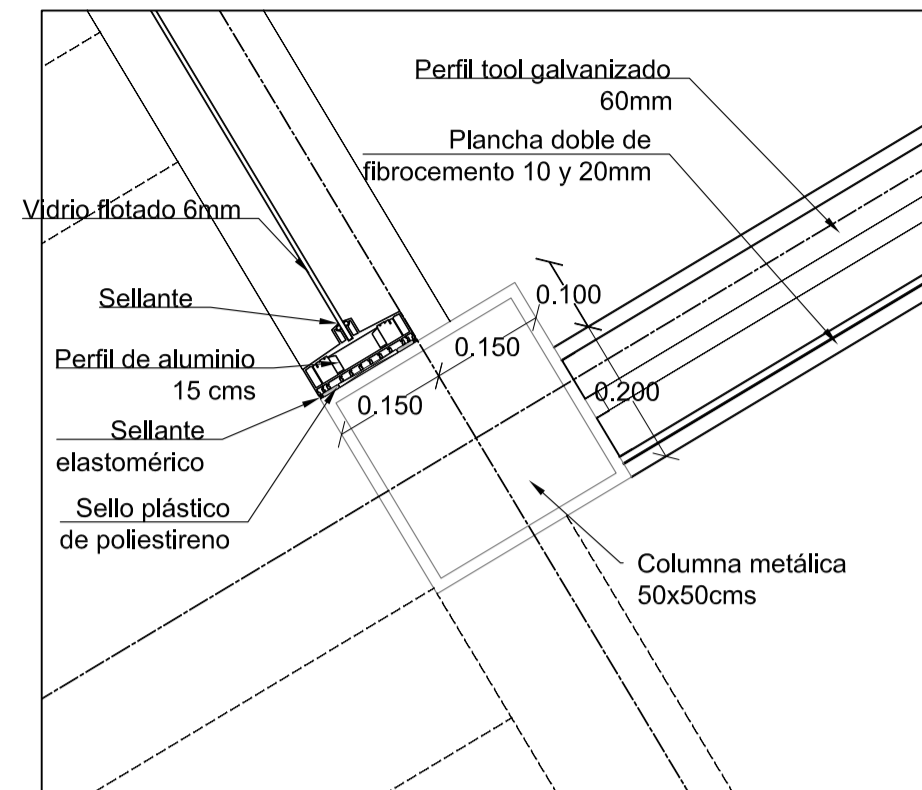 Perfil tool galvanizado
60mm
Plancha doble de
fibrocemento 10 y 20mm
Vidrio flotado 6mm
Sellante
0.100
0.150
Perfil de aluminio
15 cms
0.150
0.200
Sellante
elastomérico
Sello plástico
de poliestireno
Columna metálica
50x50cms